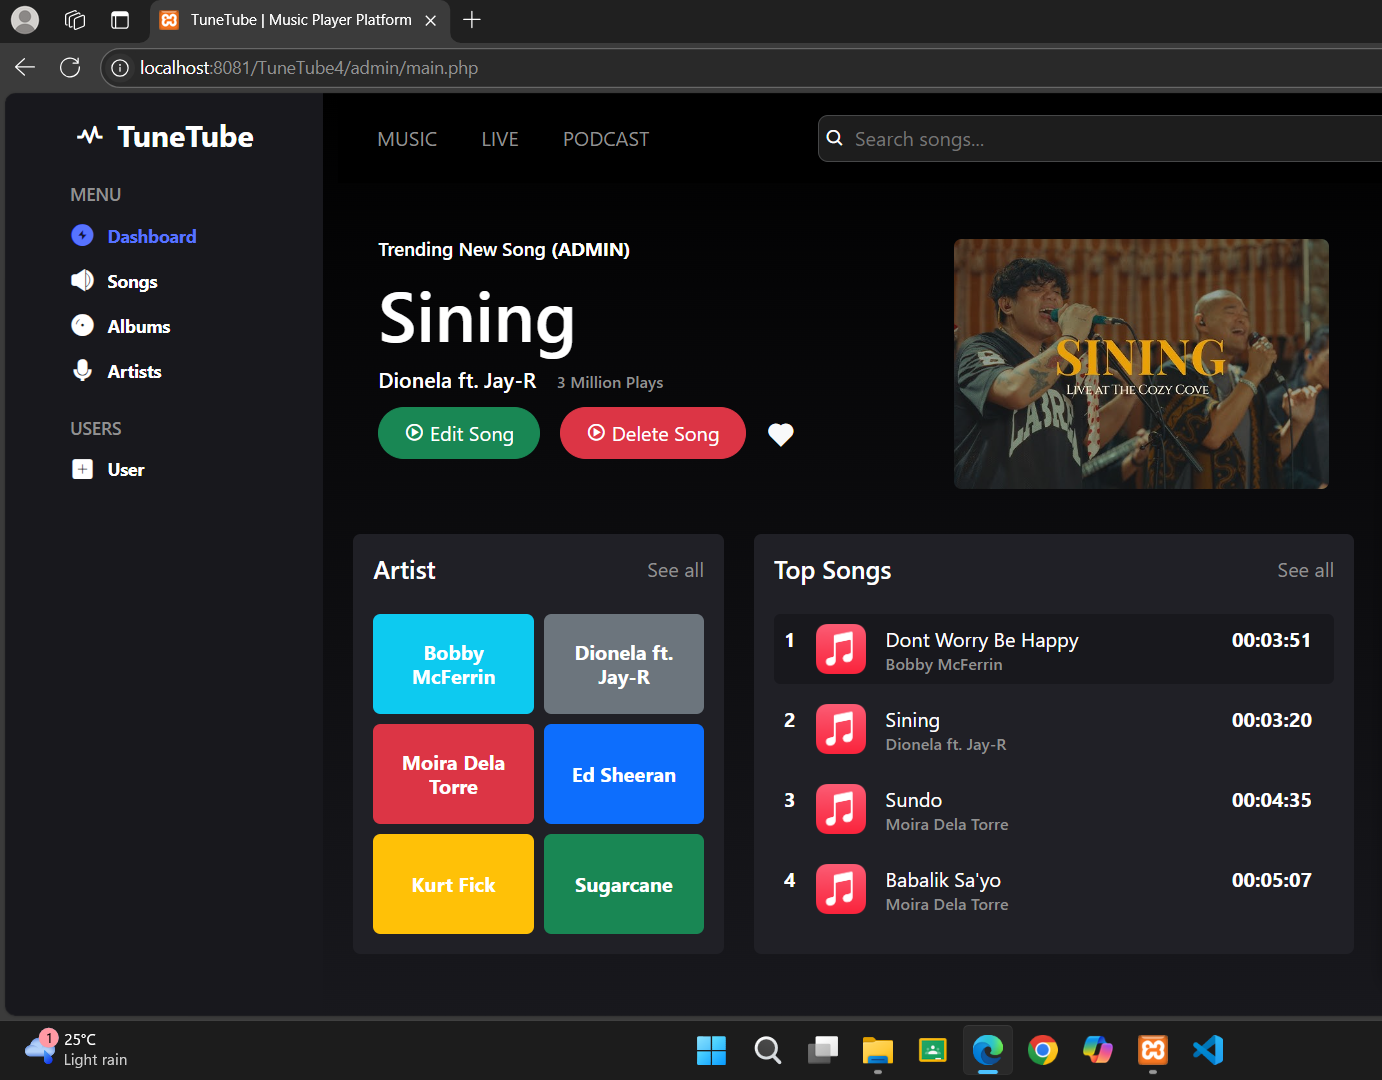 TuneTube | Music Player Platform
localhost:8081/TuneTube4/admin/main.php
TuneTube
MENU
Dashboard
Songs
Albums
Artists
USERS
User
MUSIC
LIVE
PODCAST
Search songs...
Trending New Song (ADMIN)
Sining
Dionela ft. Jay-R
3 Million Plays
Edit Song
Delete Song
SINING
LIVE AT THE COZY COVE
Artist
See all
Bobby
McFerrin
Dionela ft.
Jay-R
Moira Dela
Torre
Ed Sheeran
Kurt Fick
Sugarcane
Top Songs
See all
1
Dont Worry Be Happy
Bobby McFerrin
00:03:51
2
Sining
Dionela ft. Jay-R
00:03:20
3
Sundo
Moira Dela Torre
00:04:35
4
Babalik Sa'yo
Moira Dela Torre
00:05:07
1
25°C
Light rain